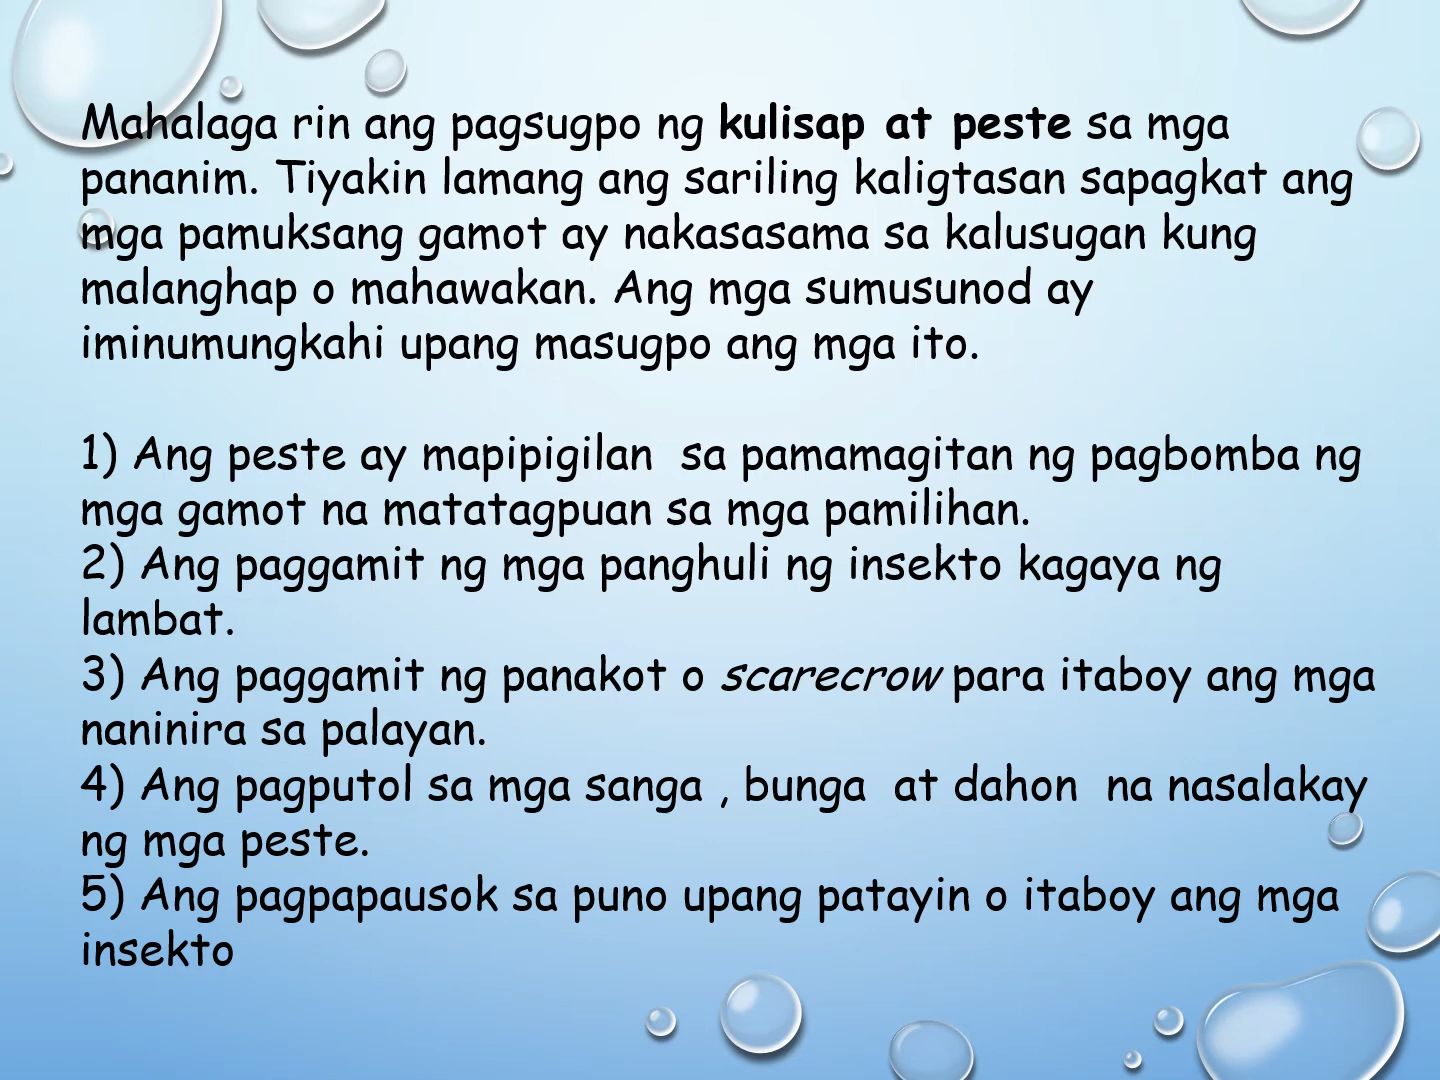 Mahalaga rin ang pagsugpo ng kulisap at peste sa mga
pananim. Tiyakin lamang ang sariling kaligtasan sapagkat ang
mga pamuksang gamot ay nakasasama sa kalusugan kung
malanghap o mahawakan. Ang mga sumusunod ay
iminumungkahi upang masugpo ang mga ito.
1) Ang peste ay mapipigilan  sa pamamagitan ng pagbomba ng
mga gamot na matatagpuan sa mga pamilihan.
2) Ang paggamit ng mga panghuli ng insekto kagaya ng
lambat.
3) Ang paggamit ng panakot o scarecrow para itaboy ang mga
naninira sa palayan.
4) Ang pagputol sa mga sanga , bunga  at dahon  na nasalakay
ng mga peste.
5) Ang pagpapausok sa puno upang patayin o itaboy ang mga
insekto